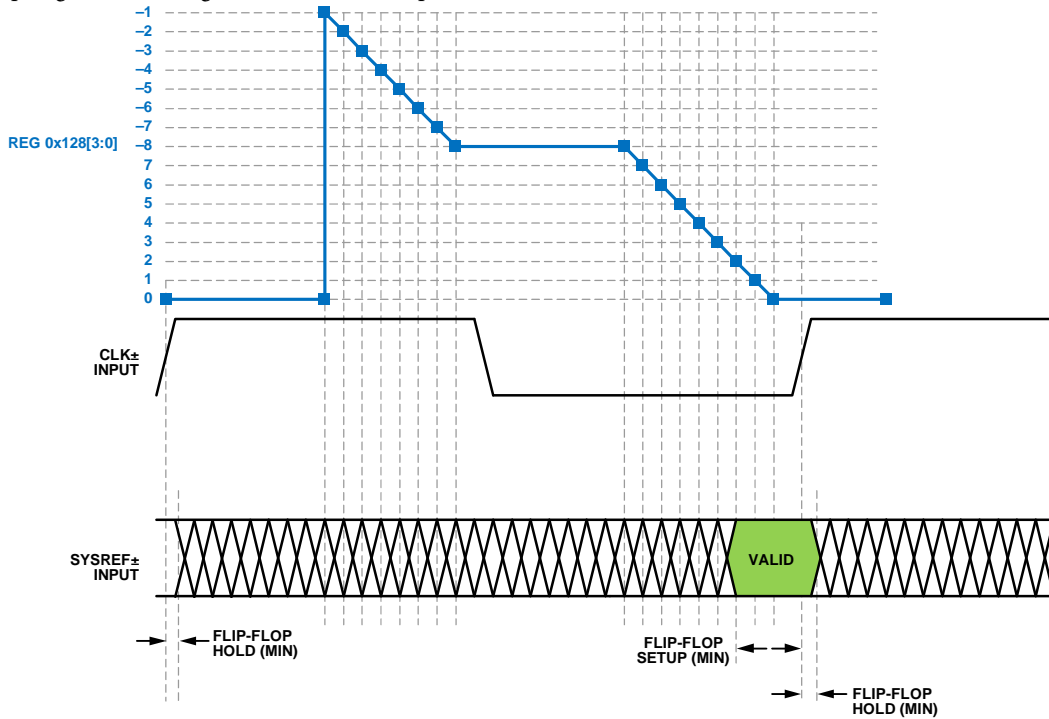 −1
−2
−3
−4
−5
−6
−7
REG 0x128[3:0]
−8
7
6
5
4
3
2
1
0
CLK±
INPUT
SYSREF±
INPUT
VALID
FLIP-FLOP
HOLD (MIN)
FLIP-FLOP
SETUP (MIN)
FLIP-FLOP
HOLD (MIN)